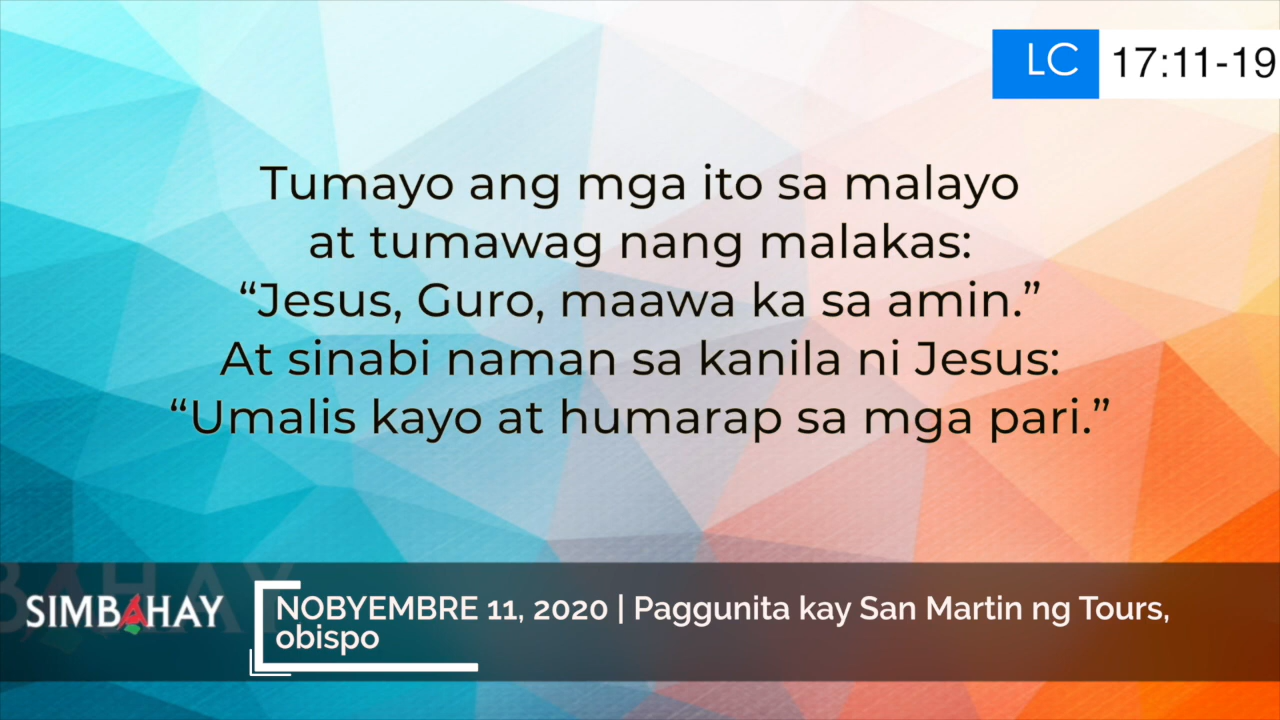 LC 17:11-19
Tumayo ang mga ito sa malayo
at tumawag nang malakas:
“Jesus, Guro, maawa ka sa amin.”
At sinabi naman sa kanila ni Jesus:
“Umalis kayo at humarap sa mga pari.”
SIMBAHAY
NOBYEMBRE 11, 2020 | Paggunita kay San Martin ng Tours,
obispo